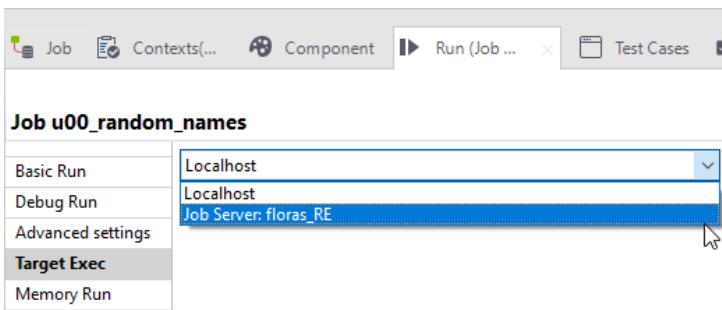 Job Contexts(... Component Run (Job ... Test Cases
Job u00_random_names
Basic Run
Debug Run
Advanced settings
Target Exec
Memory Run
Localhost
Localhost
Job Server: floras_RE